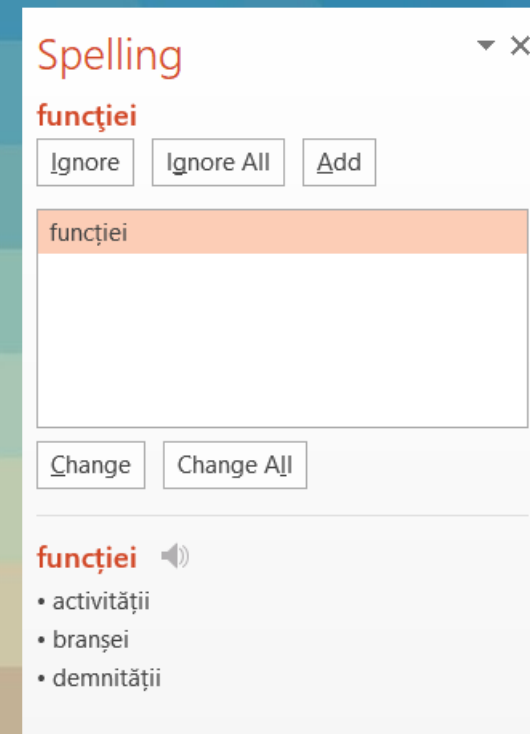 Spelling
funcţiei
Ignore Ignore All Add
funcției
Change Change All
funcției
• activității
• branșei
• demnității